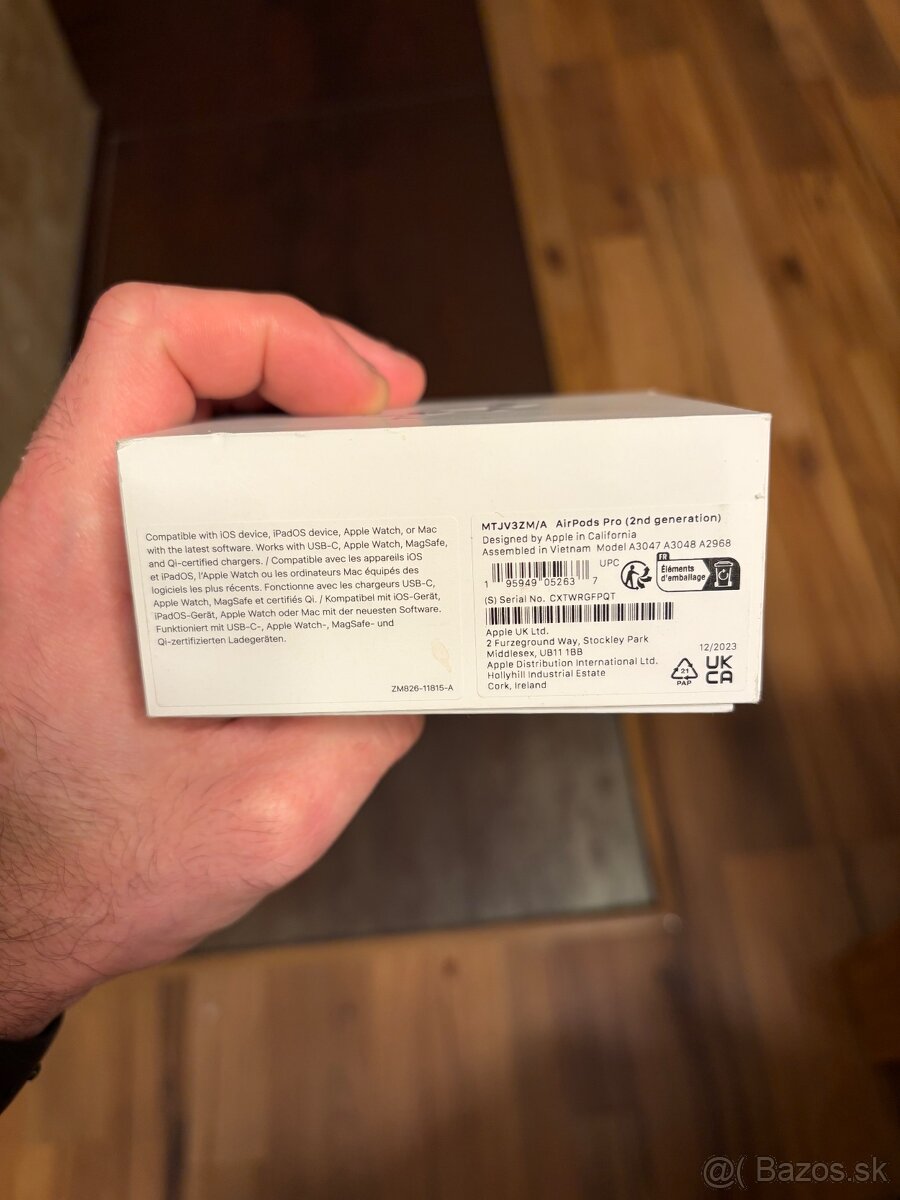 Compatible with iOS device, iPadOS device, Apple Watch, or Mac
with the latest software. Works with USB-C, Apple Watch, MagSafe,
and Qi-certified chargers. / Compatible avec les appareils iOS
et iPadOS, l'Apple Watch ou les ordinateurs Mac équipés des
logiciels les plus récents. Fonctionne avec les chargeurs USB-C,
Apple Watch, MagSafe et certifiés Qi. / Kompatibel mit iOS-Gerät,
iPadOS-Gerät, Apple Watch oder Mac mit der neuesten Software.
Funktioniert mit USB-C-, Apple Watch-, MagSafe- und
Qi-zertifizierten Ladegeräten.
ZM826-11815-A
MTJV3ZM/A AirPods Pro (2nd generation)
Designed by Apple in California
Assembled in Vietnam Model A3047 A3048 A2968
UPC
1 95949 05263 7
FR
Éléments
d'emballage
(S) Serial No. CXTWRGFPQT
Apple UK Ltd.
2 Furzeground Way, Stockley Park
Middlesex, UB11 1BB
Apple Distribution International Ltd.
Hollyhill Industrial Estate
Cork, Ireland
12/2023
21
PAP
UK
CA
@( Bazos.sk